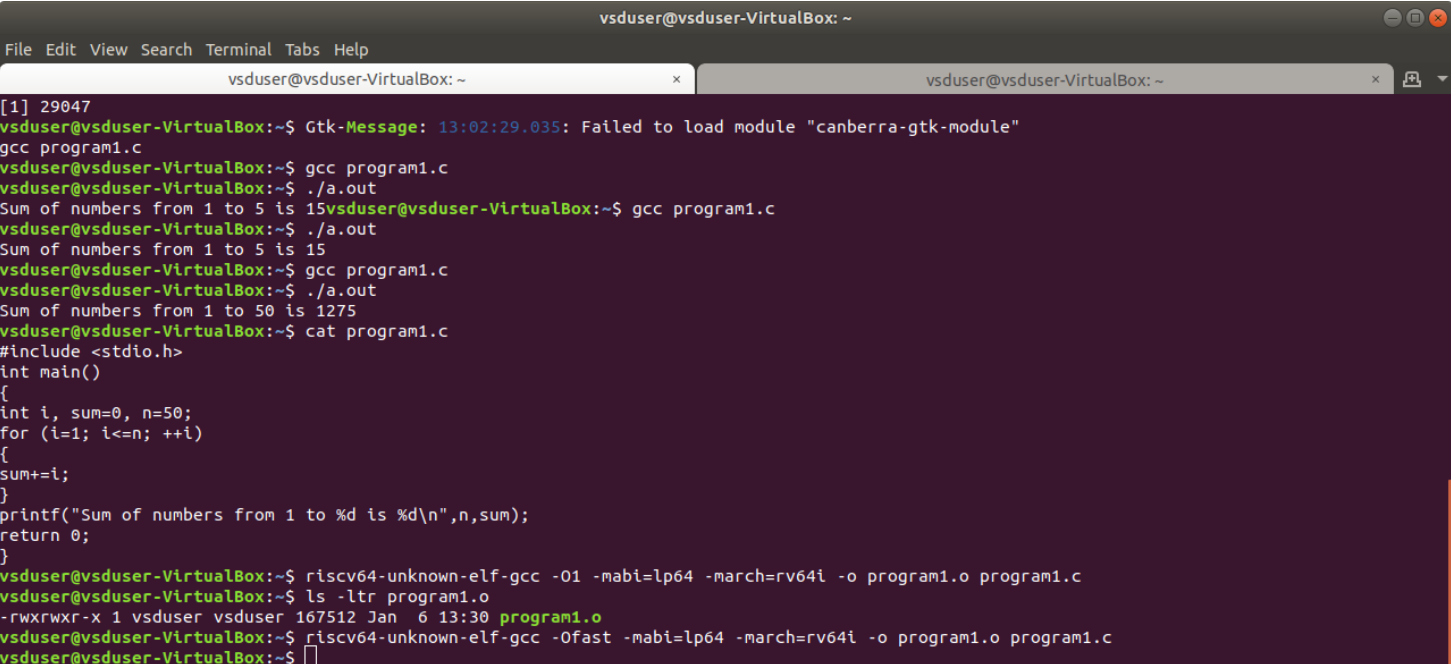 vsduser@vsduser-VirtualBox: ~
File Edit View Search Terminal Tabs Help
vsduser@vsduser-VirtualBox: ~ × vsduser@vsduser-VirtualBox: ~ ×
[1] 29047
vsduser@vsduser-VirtualBox:~$ Gtk-Message: 13:02:29.035: Failed to load module "canberra-gtk-module"
gcc program1.c
vsduser@vsduser-VirtualBox:~$ gcc program1.c
vsduser@vsduser-VirtualBox:~$ ./a.out
Sum of numbers from 1 to 5 is 15vsduser@vsduser-VirtualBox:~$ gcc program1.c
vsduser@vsduser-VirtualBox:~$ ./a.out
Sum of numbers from 1 to 5 is 15
vsduser@vsduser-VirtualBox:~$ gcc program1.c
vsduser@vsduser-VirtualBox:~$ ./a.out
Sum of numbers from 1 to 50 is 1275
vsduser@vsduser-VirtualBox:~$ cat program1.c
#include <stdio.h>
int main()
{
int i, sum=0, n=50;
for (i=1; i<=n; ++i)
{
sum+=i;
}
printf("Sum of numbers from 1 to %d is %d\n",n,sum);
return 0;
}
vsduser@vsduser-VirtualBox:~$ riscv64-unknown-elf-gcc -O1 -mabi=lp64 -march=rv64i -o program1.o program1.c
vsduser@vsduser-VirtualBox:~$ ls -ltr program1.o
-rwxrwxr-x 1 vsduser vsduser 167512 Jan  6 13:30 program1.o
vsduser@vsduser-VirtualBox:~$ riscv64-unknown-elf-gcc -Ofast -mabi=lp64 -march=rv64i -o program1.o program1.c
vsduser@vsduser-VirtualBox:~$